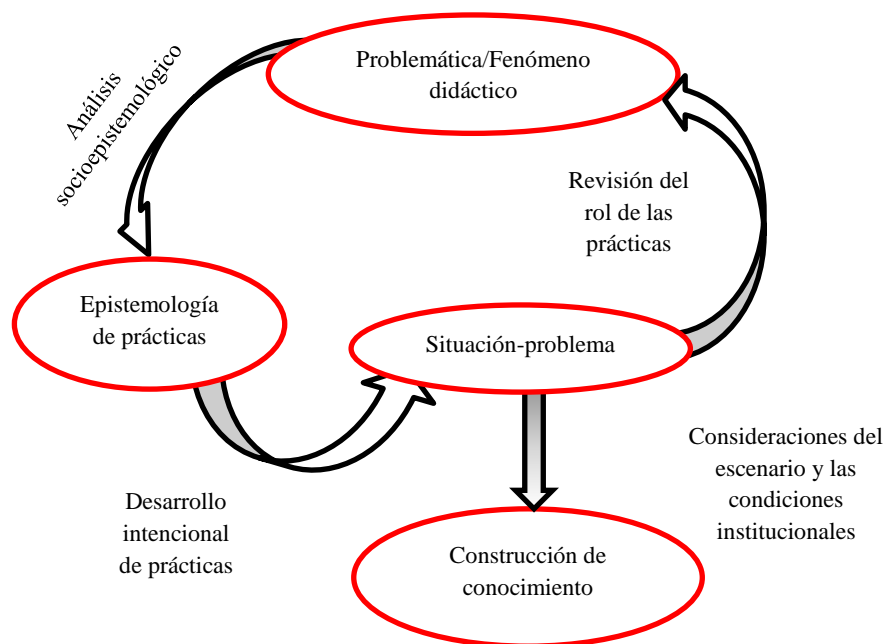 Problemática/Fenómeno
didáctico
Análisis
socioepistemológico
Revisión del
rol de las
prácticas
Epistemología
de prácticas
Situación-problema
Consideraciones del
escenario y las
condiciones
institucionales
Desarrollo
intencional
de prácticas
Construcción de
conocimiento